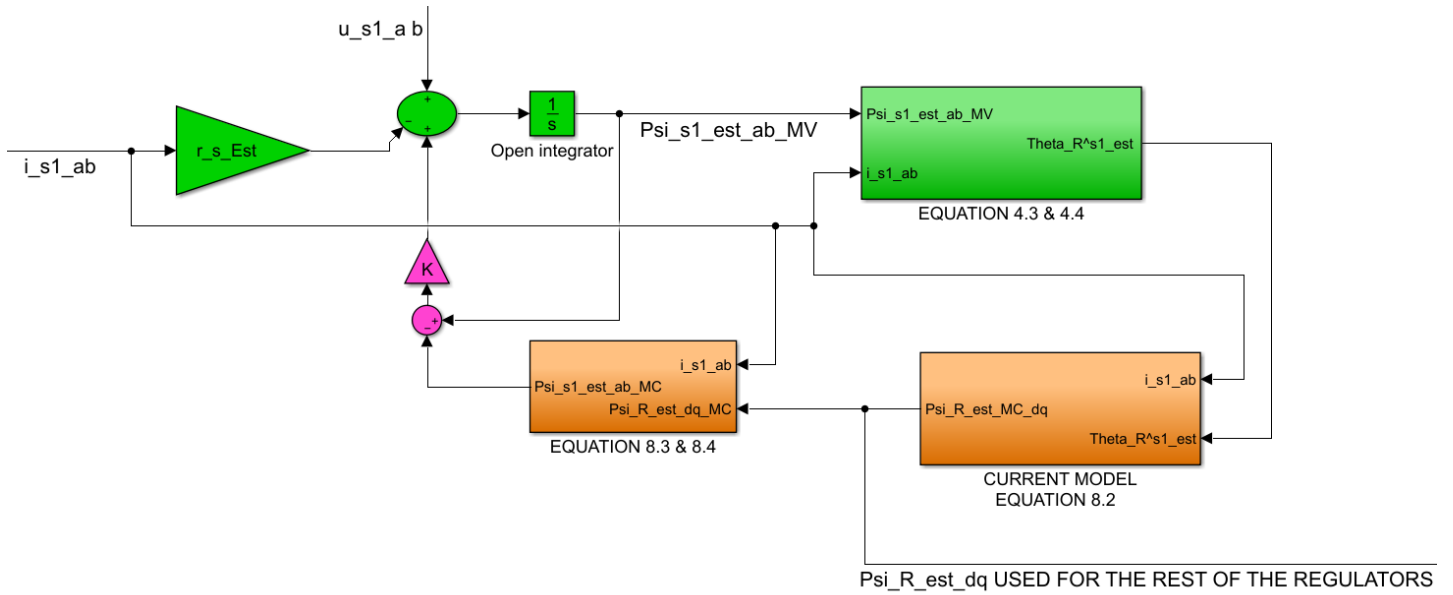 u_s1_a b
i_s1_ab
r_s_Est
+
−
+
1
s
Open integrator
Psi_s1_est_ab_MV
Psi_s1_est_ab_MV
Theta_R^s1_est
i_s1_ab
EQUATION 4.3 & 4.4
K
+
−
i_s1_ab
Psi_s1_est_ab_MC
Psi_R_est_dq_MC
EQUATION 8.3 & 8.4
i_s1_ab
Psi_R_est_MC_dq
Theta_R^s1_est
CURRENT MODEL
EQUATION 8.2
Psi_R_est_dq USED FOR THE REST OF THE REGULATORS